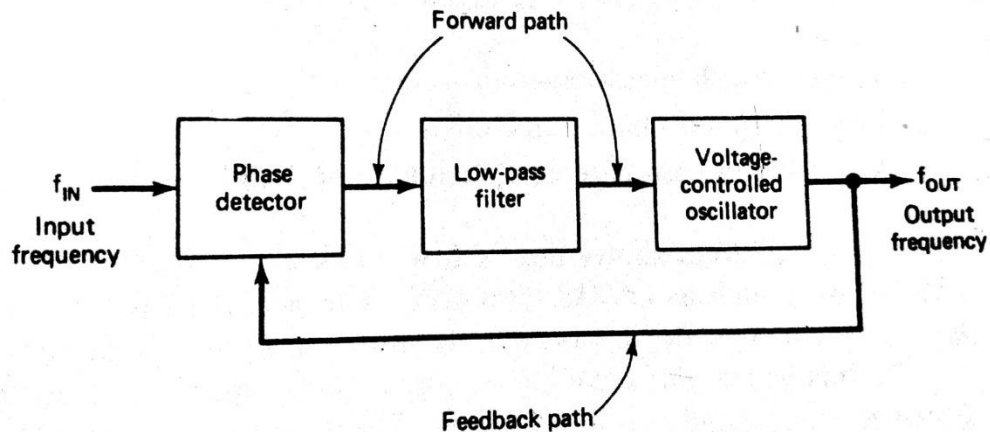 Forward path
Phase
detector
Low-pass
filter
Voltage-
controlled
oscillator
f_IN
Input
frequency
f_OUT
Output
frequency
Feedback path